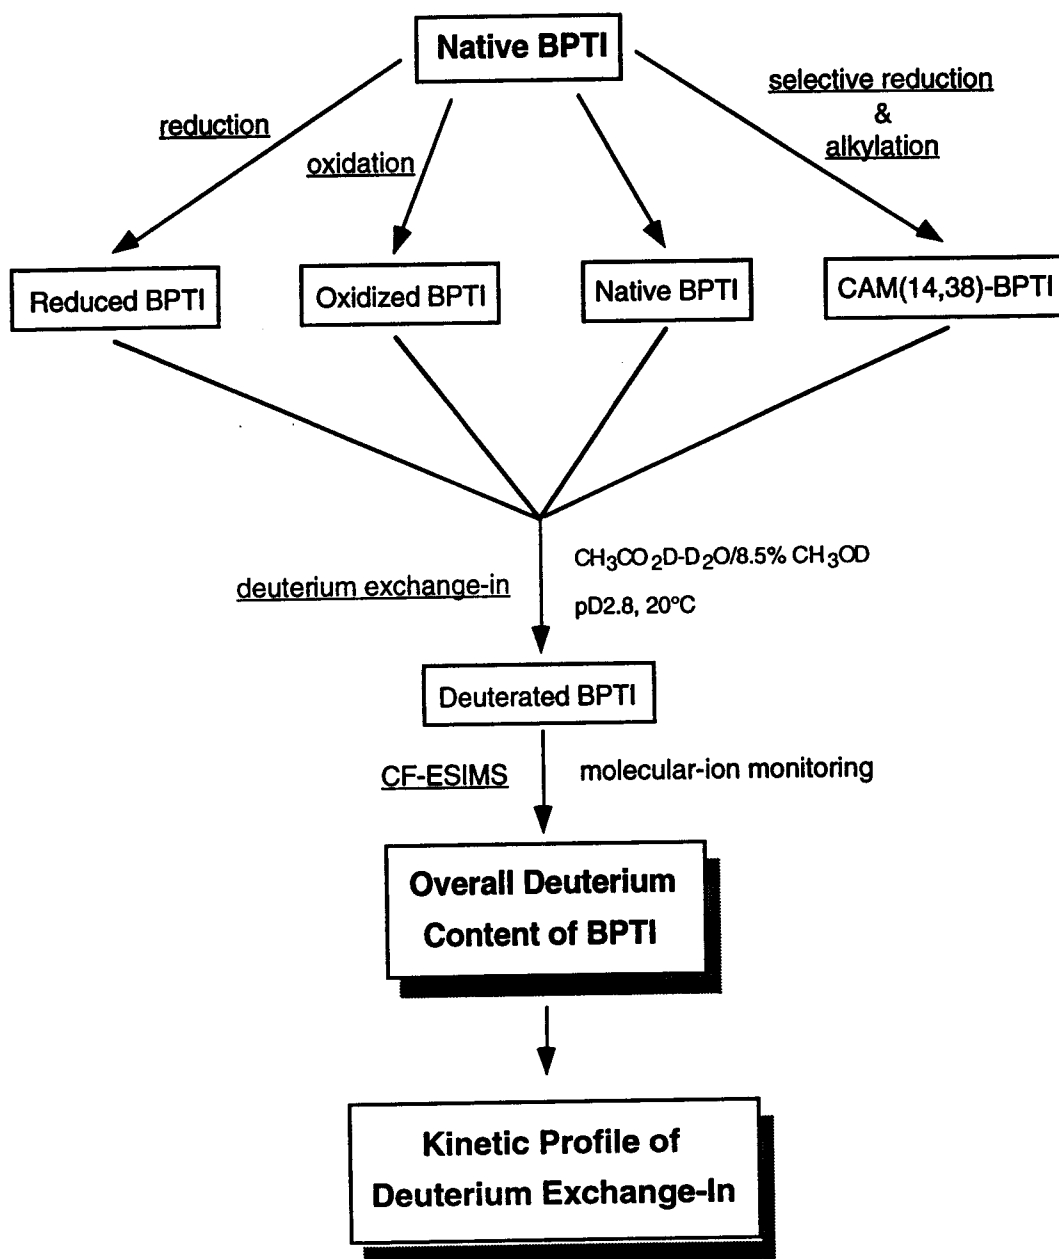 Native BPTI
reduction
oxidation
selective reduction
&
alkylation
Reduced BPTI
Oxidized BPTI
Native BPTI
CAM(14,38)-BPTI
deuterium exchange-in
CH3CO2D-D2O/8.5% CH3OD
pD2.8, 20°C
Deuterated BPTI
CF-ESIMS
molecular-ion monitoring
Overall Deuterium
Content of BPTI
Kinetic Profile of
Deuterium Exchange-In